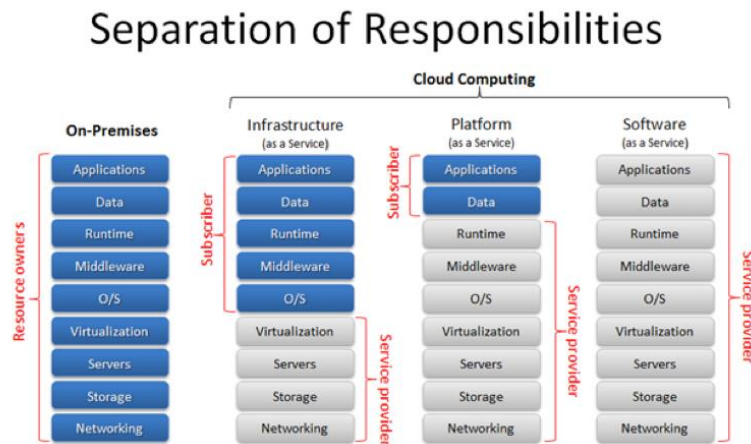 Separation of Responsibilities
Cloud Computing
On-Premises
Resource owners
Applications
Data
Runtime
Middleware
O/S
Virtualization
Servers
Storage
Networking
Infrastructure
(as a Service)
Subscriber
Applications
Data
Runtime
Middleware
O/S
Virtualization
Servers
Storage
Networking
Service provider
Platform
(as a Service)
Subscriber
Applications
Data
Runtime
Middleware
O/S
Virtualization
Servers
Storage
Networking
Service provider
Software
(as a Service)
Applications
Data
Runtime
Middleware
O/S
Virtualization
Servers
Storage
Networking
Service provider